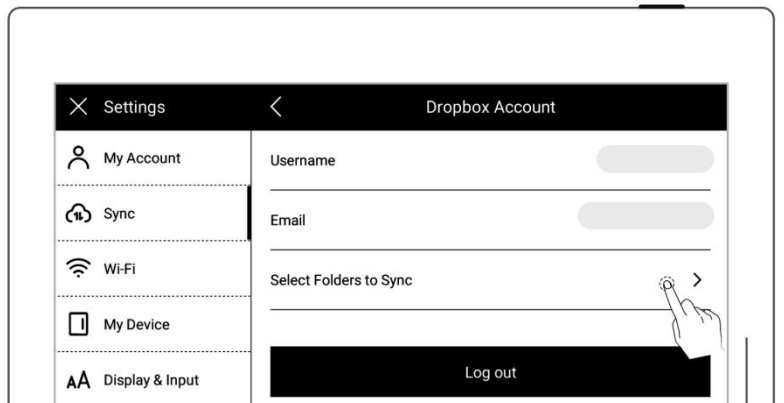 Settings
Dropbox Account
My Account
Username
Sync
Email
Wi-Fi
Select Folders to Sync
My Device
Log out
AA Display & Input